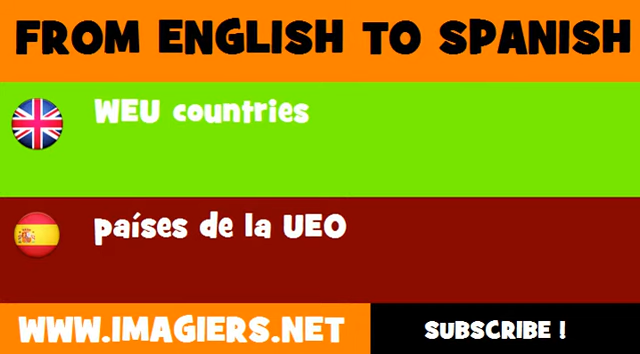 FROM ENGLISH TO SPANISH
WEU countries
países de la UEO
WWW.IMAGIERS.NET
SUBSCRIBE !